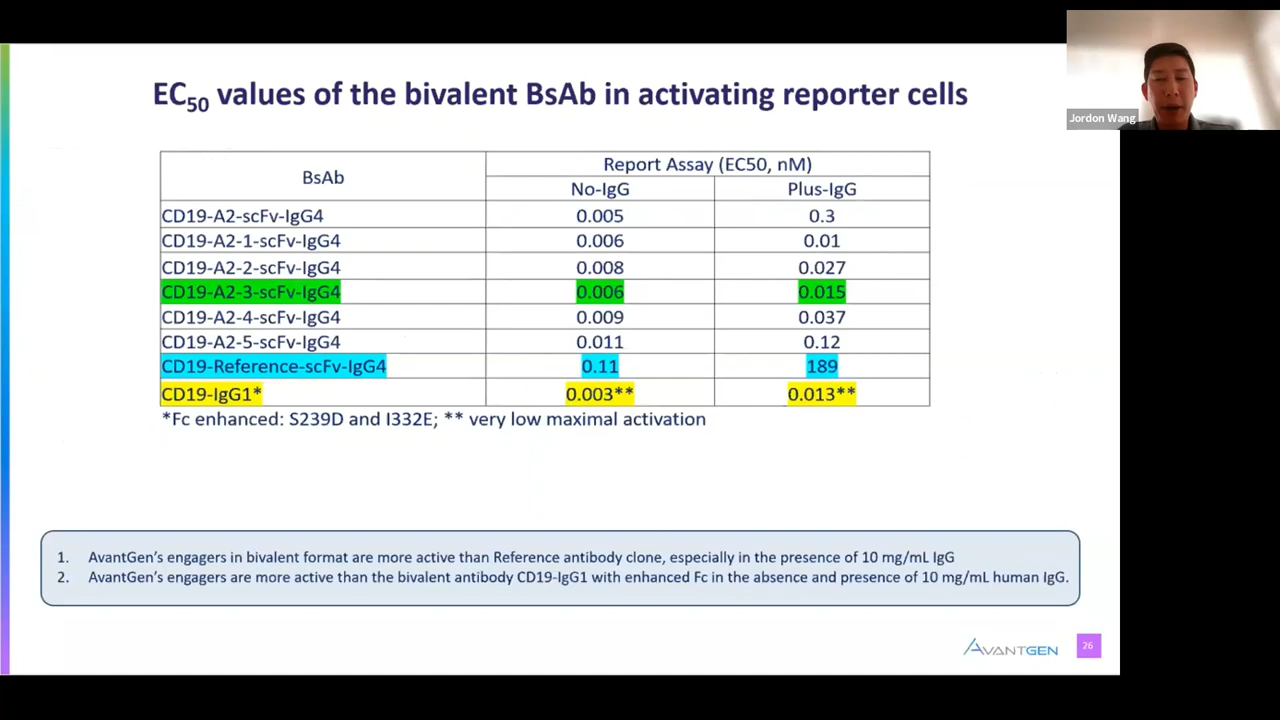 Jordon Wang
EC50 values of the bivalent BsAb in activating reporter cells
BsAb
Report Assay (EC50, nM)
No-IgG
Plus-IgG
CD19-A2-scFv-IgG4 0.005 0.3
CD19-A2-1-scFv-IgG4 0.006 0.01
CD19-A2-2-scFv-IgG4 0.008 0.027
CD19-A2-3-scFv-IgG4 0.006 0.015
CD19-A2-4-scFv-IgG4 0.009 0.037
CD19-A2-5-scFv-IgG4 0.011 0.12
CD19-Reference-scFv-IgG4 0.11 189
CD19-IgG1* 0.003** 0.013**
*Fc enhanced: S239D and I332E; ** very low maximal activation
1. AvantGen’s engagers in bivalent format are more active than Reference antibody clone, especially in the presence of 10 mg/mL IgG
2. AvantGen’s engagers are more active than the bivalent antibody CD19-IgG1 with enhanced Fc in the absence and presence of 10 mg/mL human IgG.
AVANTGEN
26